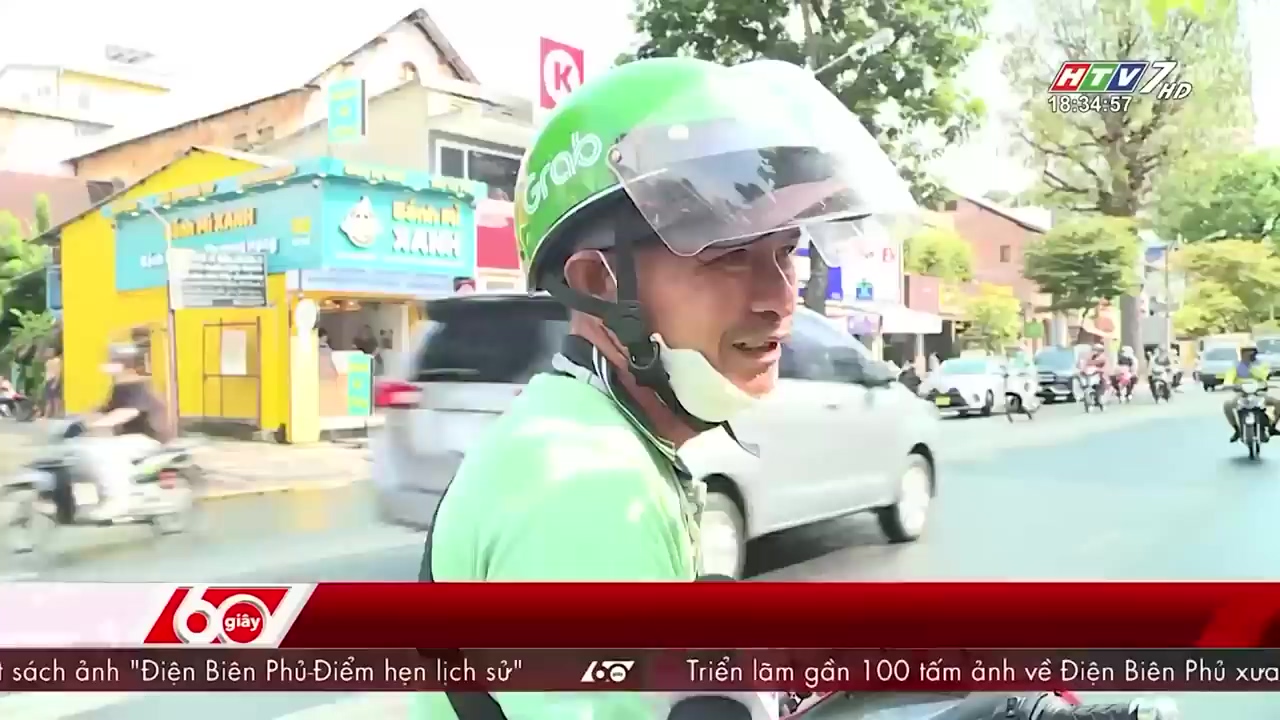 HTV7
HD
18:34:57
K
Grab
BÁNH MÌ XANH
BÁNH MÌ
XANH
60
giây
t sách ảnh "Điện Biên Phủ-Điểm hẹn lịch sử"
60
Triển lãm gần 100 tấm ảnh về Điện Biên Phủ xưa